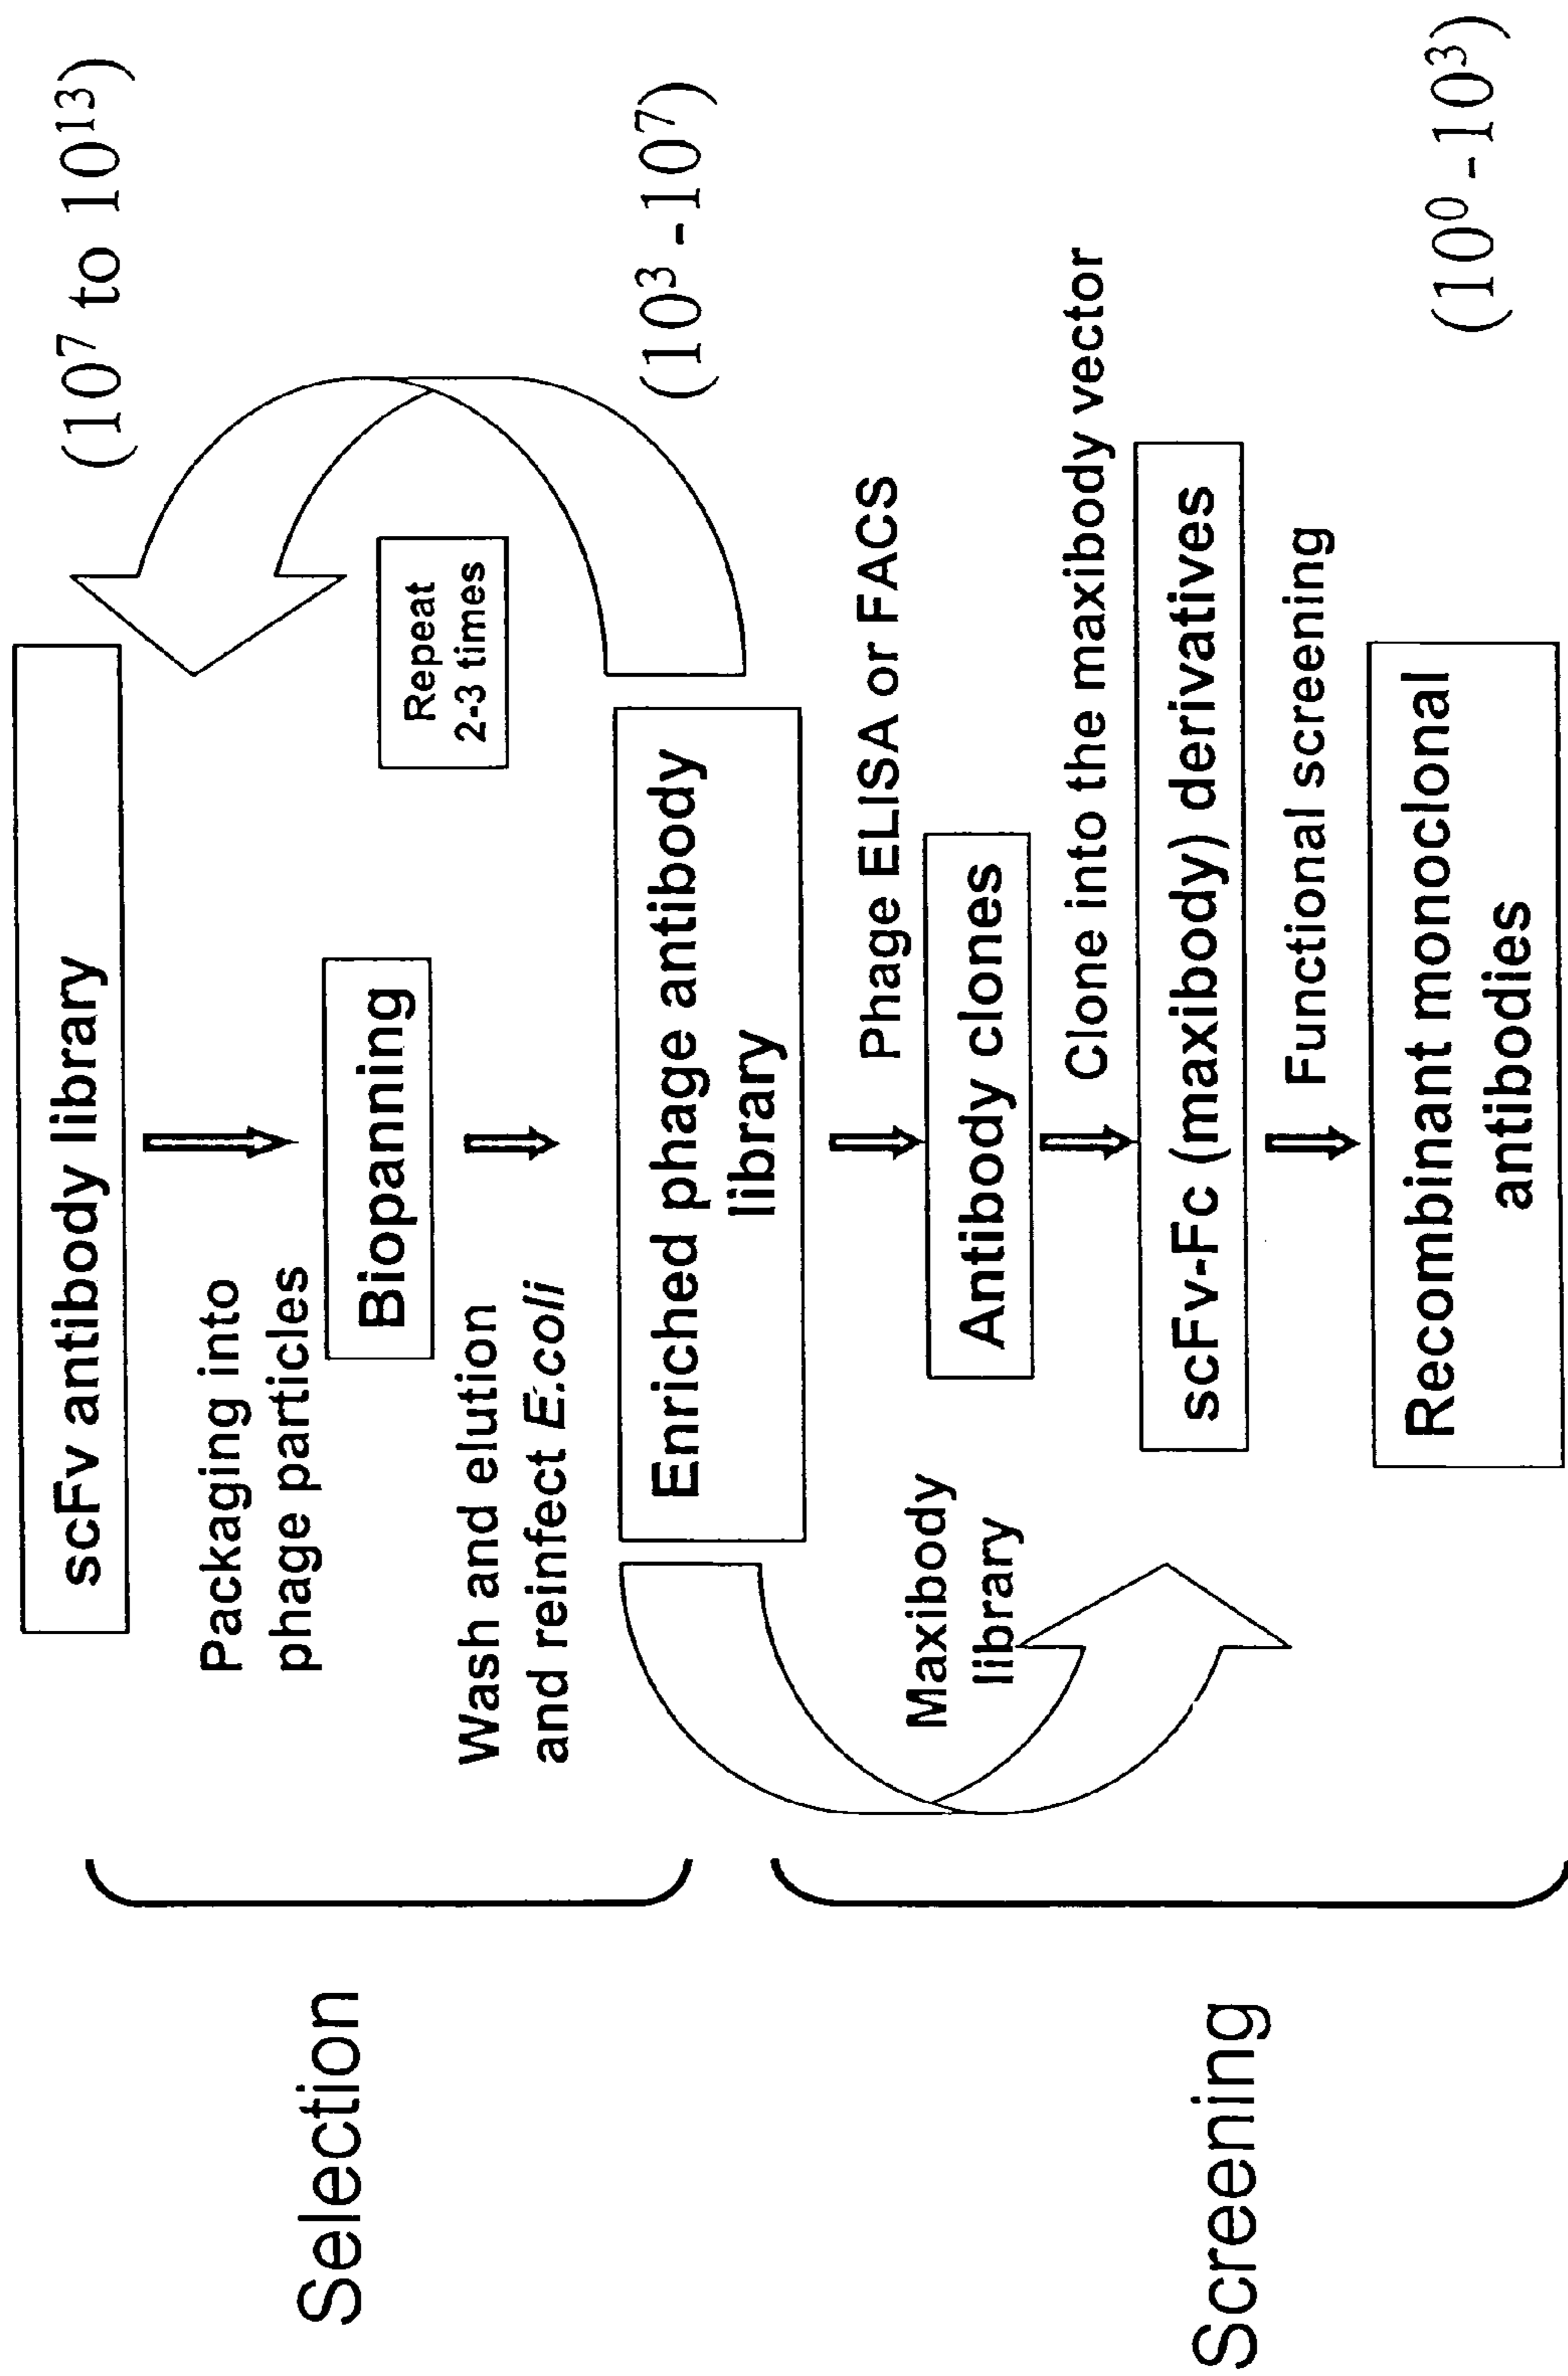 scFv antibody library
(10⁷ to 10¹³)
Packaging into
phage particles
Biopanning
Selection
Repeat
2-3 times
Wash and elution
and reinfect E.coli
Enriched phage antibody
library
(10³ -10⁷)
Phage ELISA or FACS
Maxibody
library
Antibody clones
Clone into the maxibody vector
scFv-Fc (maxibody) derivatives
Screening
Functional screening
Recombinant monoclonal
antibodies
(10⁰ -10³)